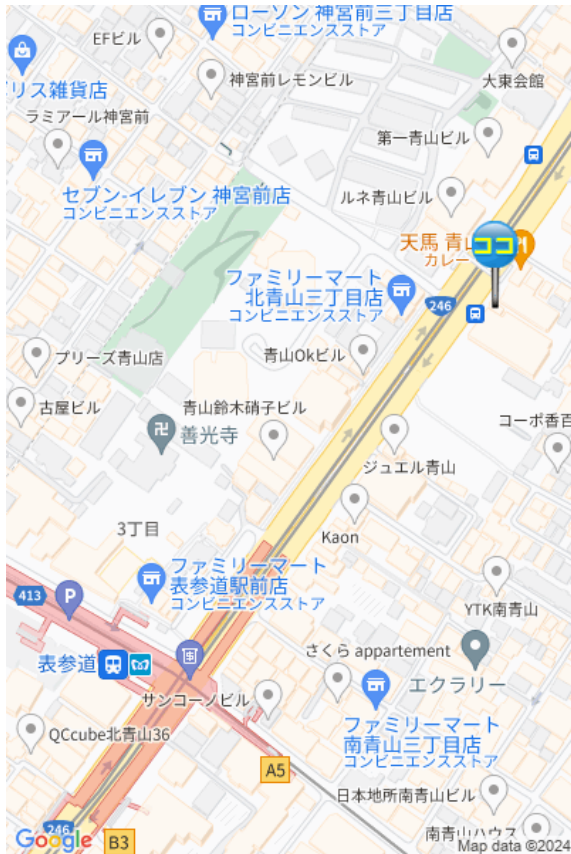 ローソン 神宮前三丁目店
コンビニエンスストア
EFビル
リス雑貨店
神宮前レモンビル
大東会館
ラミアール神宮前
第一青山ビル
セブン-イレブン 神宮前店
コンビニエンスストア
ルネ青山ビル
天馬 青山
カレー
ココ
ファミリーマート
北青山三丁目店
コンビニエンスストア
246
プリーズ青山店
青山Okビル
古屋ビル
青山鈴木硝子ビル
善光寺
コーポ香百
ジュエル青山
3丁目
Kaon
ファミリーマート
表参道駅前店
コンビニエンスストア
413
P
YTK南青山
表参道
さくら appartement
エクラリー
サンコーノビル
ファミリーマート
南青山三丁目店
コンビニエンスストア
QCcube北青山36
A5
日本地所南青山ビル
246
Google
B3
南青山ハウス
Map data ©2024